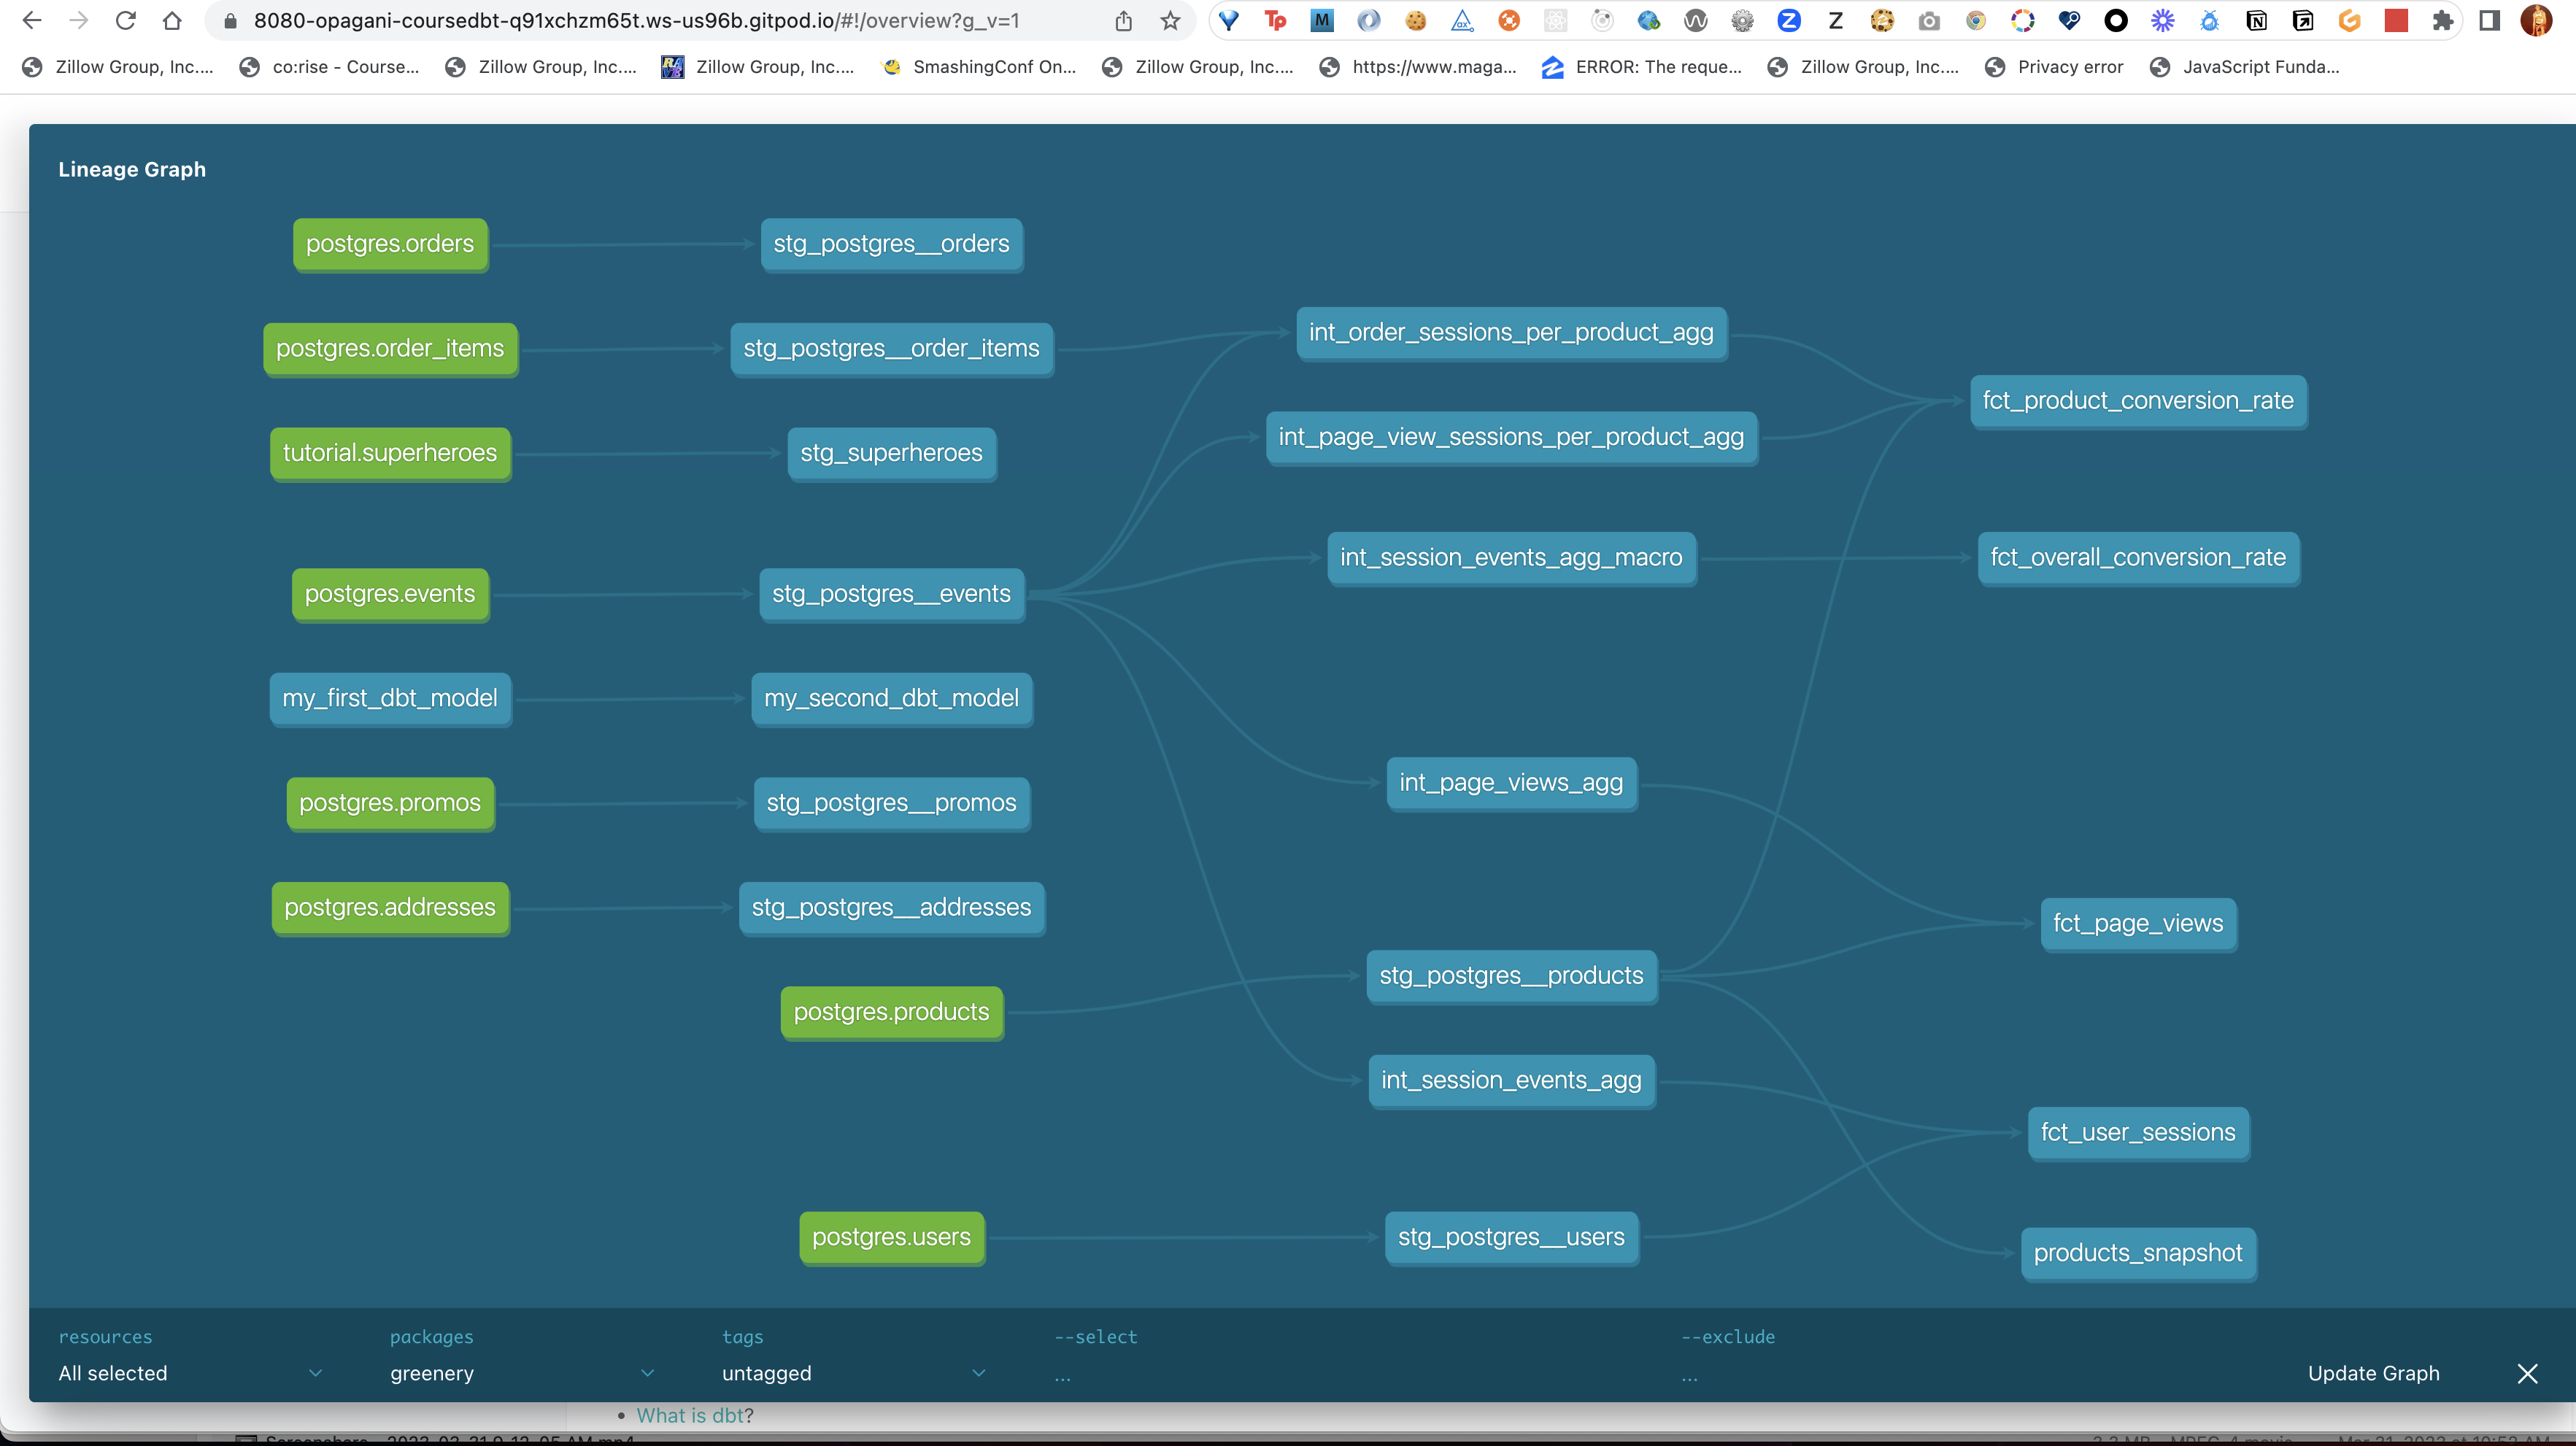 8080-opagani-coursedbt-q91xchzm65t.ws-us96b.gitpod.io/#!/overview?g_v=1
Zillow Group, Inc.... co:rise - Course... Zillow Group, Inc.... Zillow Group, Inc.... SmashingConf On... Zillow Group, Inc.... https://www.maga... ERROR: The reque... Zillow Group, Inc.... Privacy error JavaScript Funda...
Lineage Graph
postgres.orders stg_postgres__orders
int_order_sessions_per_product_agg
postgres.order_items stg_postgres__order_items
fct_product_conversion_rate
int_page_view_sessions_per_product_agg
tutorial.superheroes stg_superheroes
int_session_events_agg_macro fct_overall_conversion_rate
postgres.events stg_postgres__events
my_first_dbt_model my_second_dbt_model
int_page_views_agg
postgres.promos stg_postgres__promos
postgres.addresses stg_postgres__addresses
fct_page_views
stg_postgres__products
postgres.products
int_session_events_agg
fct_user_sessions
postgres.users stg_postgres__users
products_snapshot
resources packages tags --select --exclude
All selected greenery untagged ... ... Update Graph
• What is dbt?